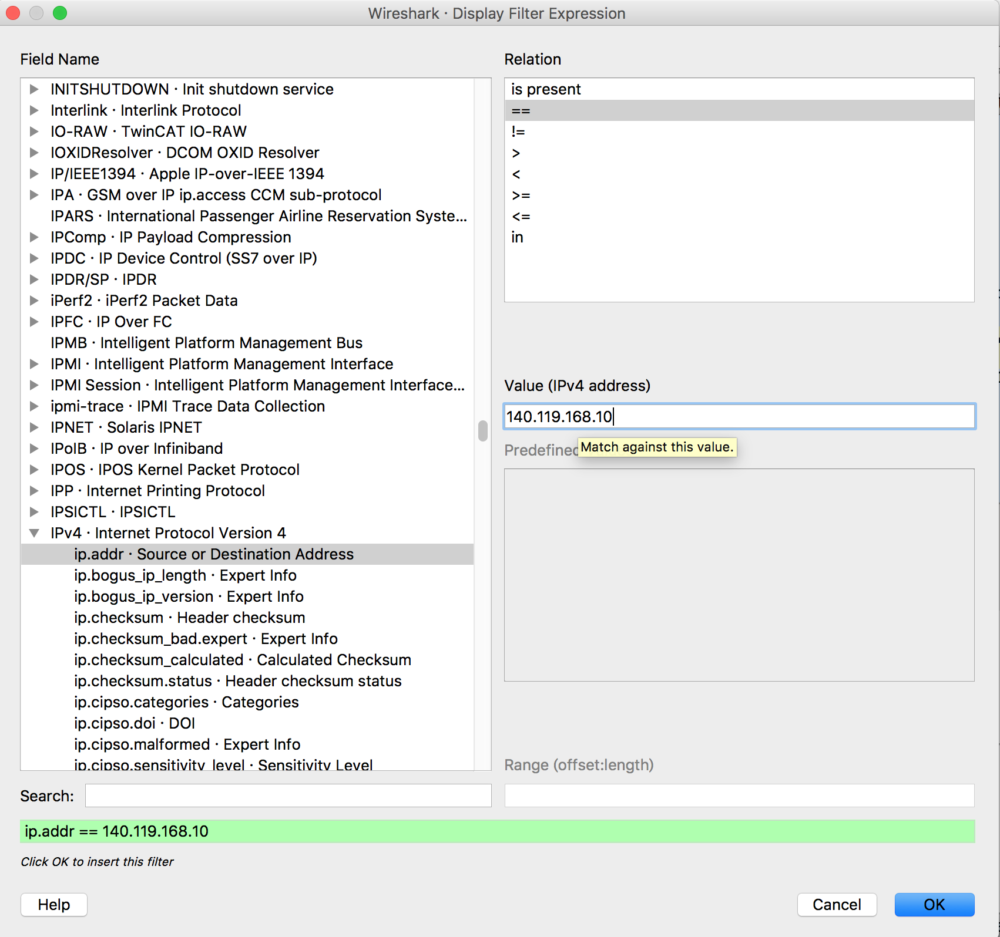 Wireshark · Display Filter Expression
Field Name
INITSHUTDOWN · Init shutdown service
Interlink · Interlink Protocol
IO-RAW · TwinCAT IO-RAW
IOXIDResolver · DCOM OXID Resolver
IP/IEEE1394 · Apple IP-over-IEEE 1394
IPA · GSM over IP ip.access CCM sub-protocol
IPARS · International Passenger Airline Reservation Syste...
IPComp · IP Payload Compression
IPDC · IP Device Control (SS7 over IP)
IPDR/SP · IPDR
iPerf2 · iPerf2 Packet Data
IPFC · IP Over FC
IPMB · Intelligent Platform Management Bus
IPMI · Intelligent Platform Management Interface
IPMI Session · Intelligent Platform Management Interface...
ipmi-trace · IPMI Trace Data Collection
IPNET · Solaris IPNET
IPoIB · IP over Infiniband
IPOS · IPOS Kernel Packet Protocol
IPP · Internet Printing Protocol
IPSICTL · IPSICTL
IPv4 · Internet Protocol Version 4
ip.addr · Source or Destination Address
ip.bogus_ip_length · Expert Info
ip.bogus_ip_version · Expert Info
ip.checksum · Header checksum
ip.checksum_bad.expert · Expert Info
ip.checksum_calculated · Calculated Checksum
ip.checksum.status · Header checksum status
ip.cipso.categories · Categories
ip.cipso.doi · DOI
ip.cipso.malformed · Expert Info
ip.cipso.sensitivity_level · Sensitivity Level
Relation
is present
==
!=
>
<
>=
<=
in
Value (IPv4 address)
140.119.168.10
Predefined
Match against this value.
Range (offset:length)
Search:
ip.addr == 140.119.168.10
Click OK to insert this filter
Help
Cancel
OK